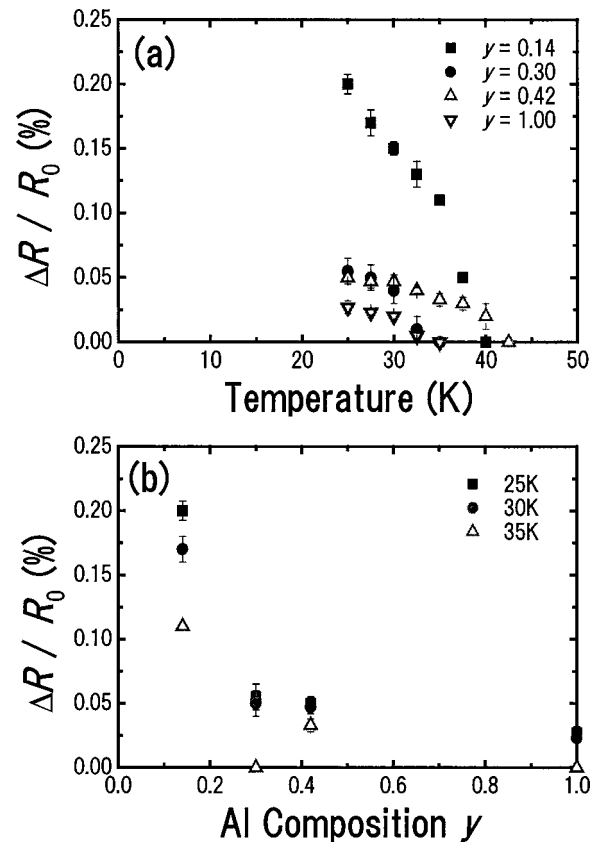 (a)
y = 0.14
y = 0.30
y = 0.42
y = 1.00
ΔR / R0 (%)
0.25
0.20
0.15
0.10
0.05
0.00
0 10 20 30 40 50
Temperature (K)
(b)
25K
30K
35K
ΔR / R0 (%)
0.25
0.20
0.15
0.10
0.05
0.00
0.0 0.2 0.4 0.6 0.8 1.0
Al Composition y